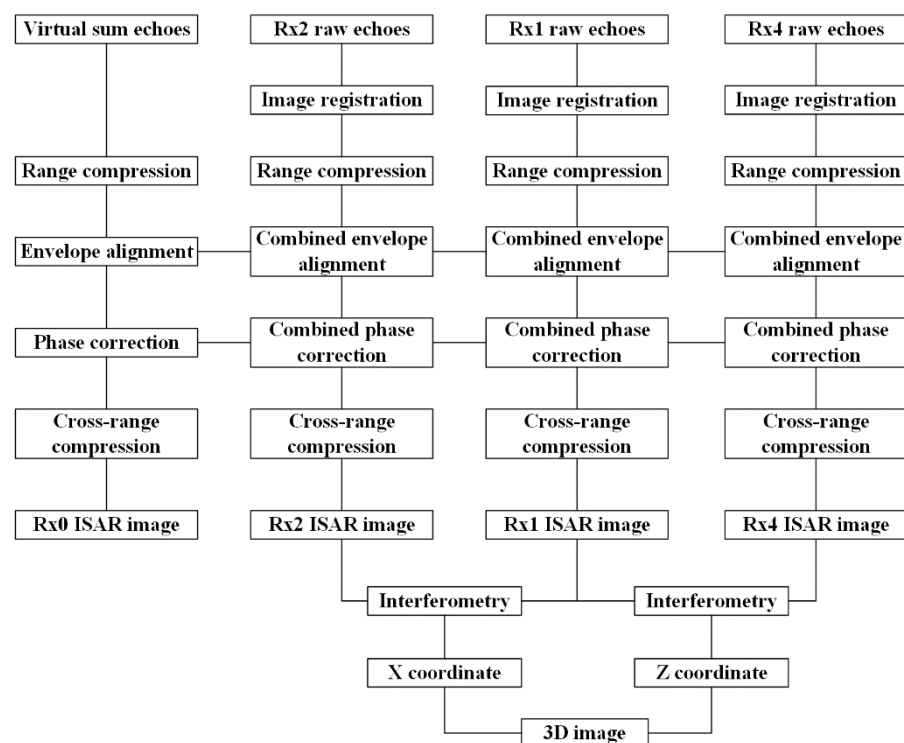 Virtual sum echoes
Rx2 raw echoes
Rx1 raw echoes
Rx4 raw echoes
Image registration
Image registration
Image registration
Range compression
Range compression
Range compression
Range compression
Envelope alignment
Combined envelope
alignment
Combined envelope
alignment
Combined envelope
alignment
Phase correction
Combined phase
correction
Combined phase
correction
Combined phase
correction
Cross-range
compression
Cross-range
compression
Cross-range
compression
Cross-range
compression
Rx0 ISAR image
Rx2 ISAR image
Rx1 ISAR image
Rx4 ISAR image
Interferometry
Interferometry
X coordinate
Z coordinate
3D image